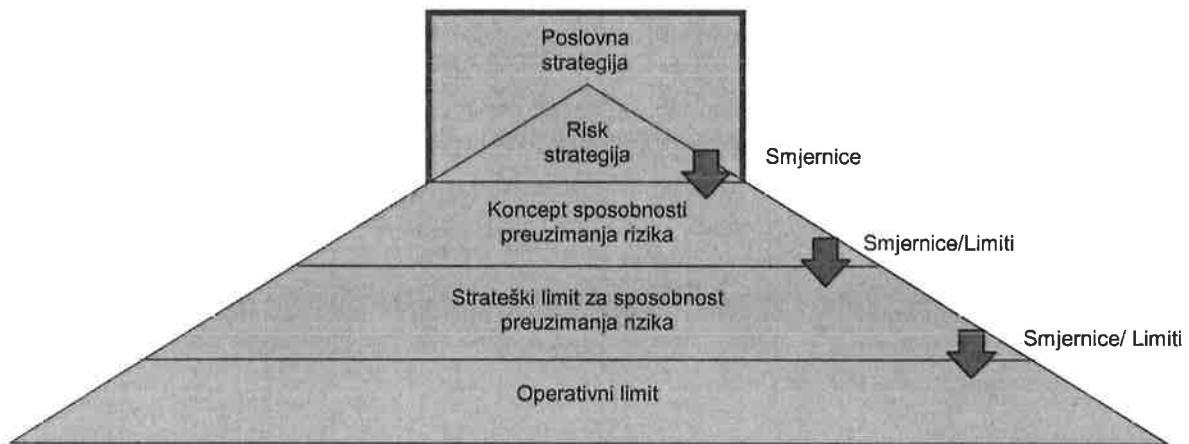 Poslovna
strategija
Risk
strategija
Smjernice
Koncept sposobnosti
preuzimanja rizika
Smjernice/Limiti
Strateški limit za sposobnost
preuzimanja rizika
Smjernice/ Limiti
Operativni limit